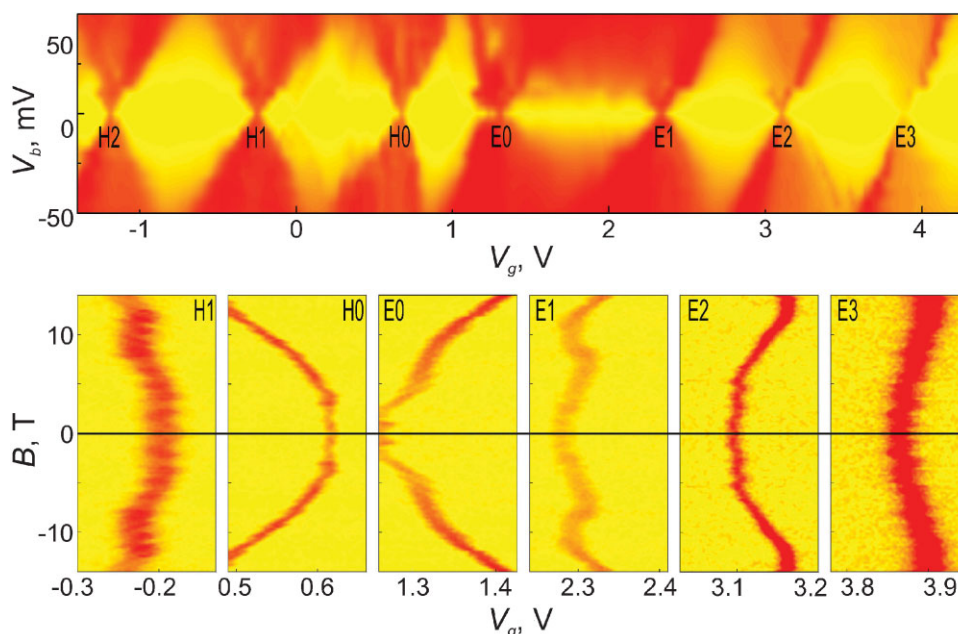 50
0
-50
V_b, mV
H2 H1 H0 E0 E1 E2 E3
-1 0 1 2 3 4
V_g, V
H1 H0 E0 E1 E2 E3
10
0
-10
B, T
-0.3 -0.2 0.5 0.6 1.3 1.4 2.3 2.4 3.1 3.2 3.8 3.9
V_g, V